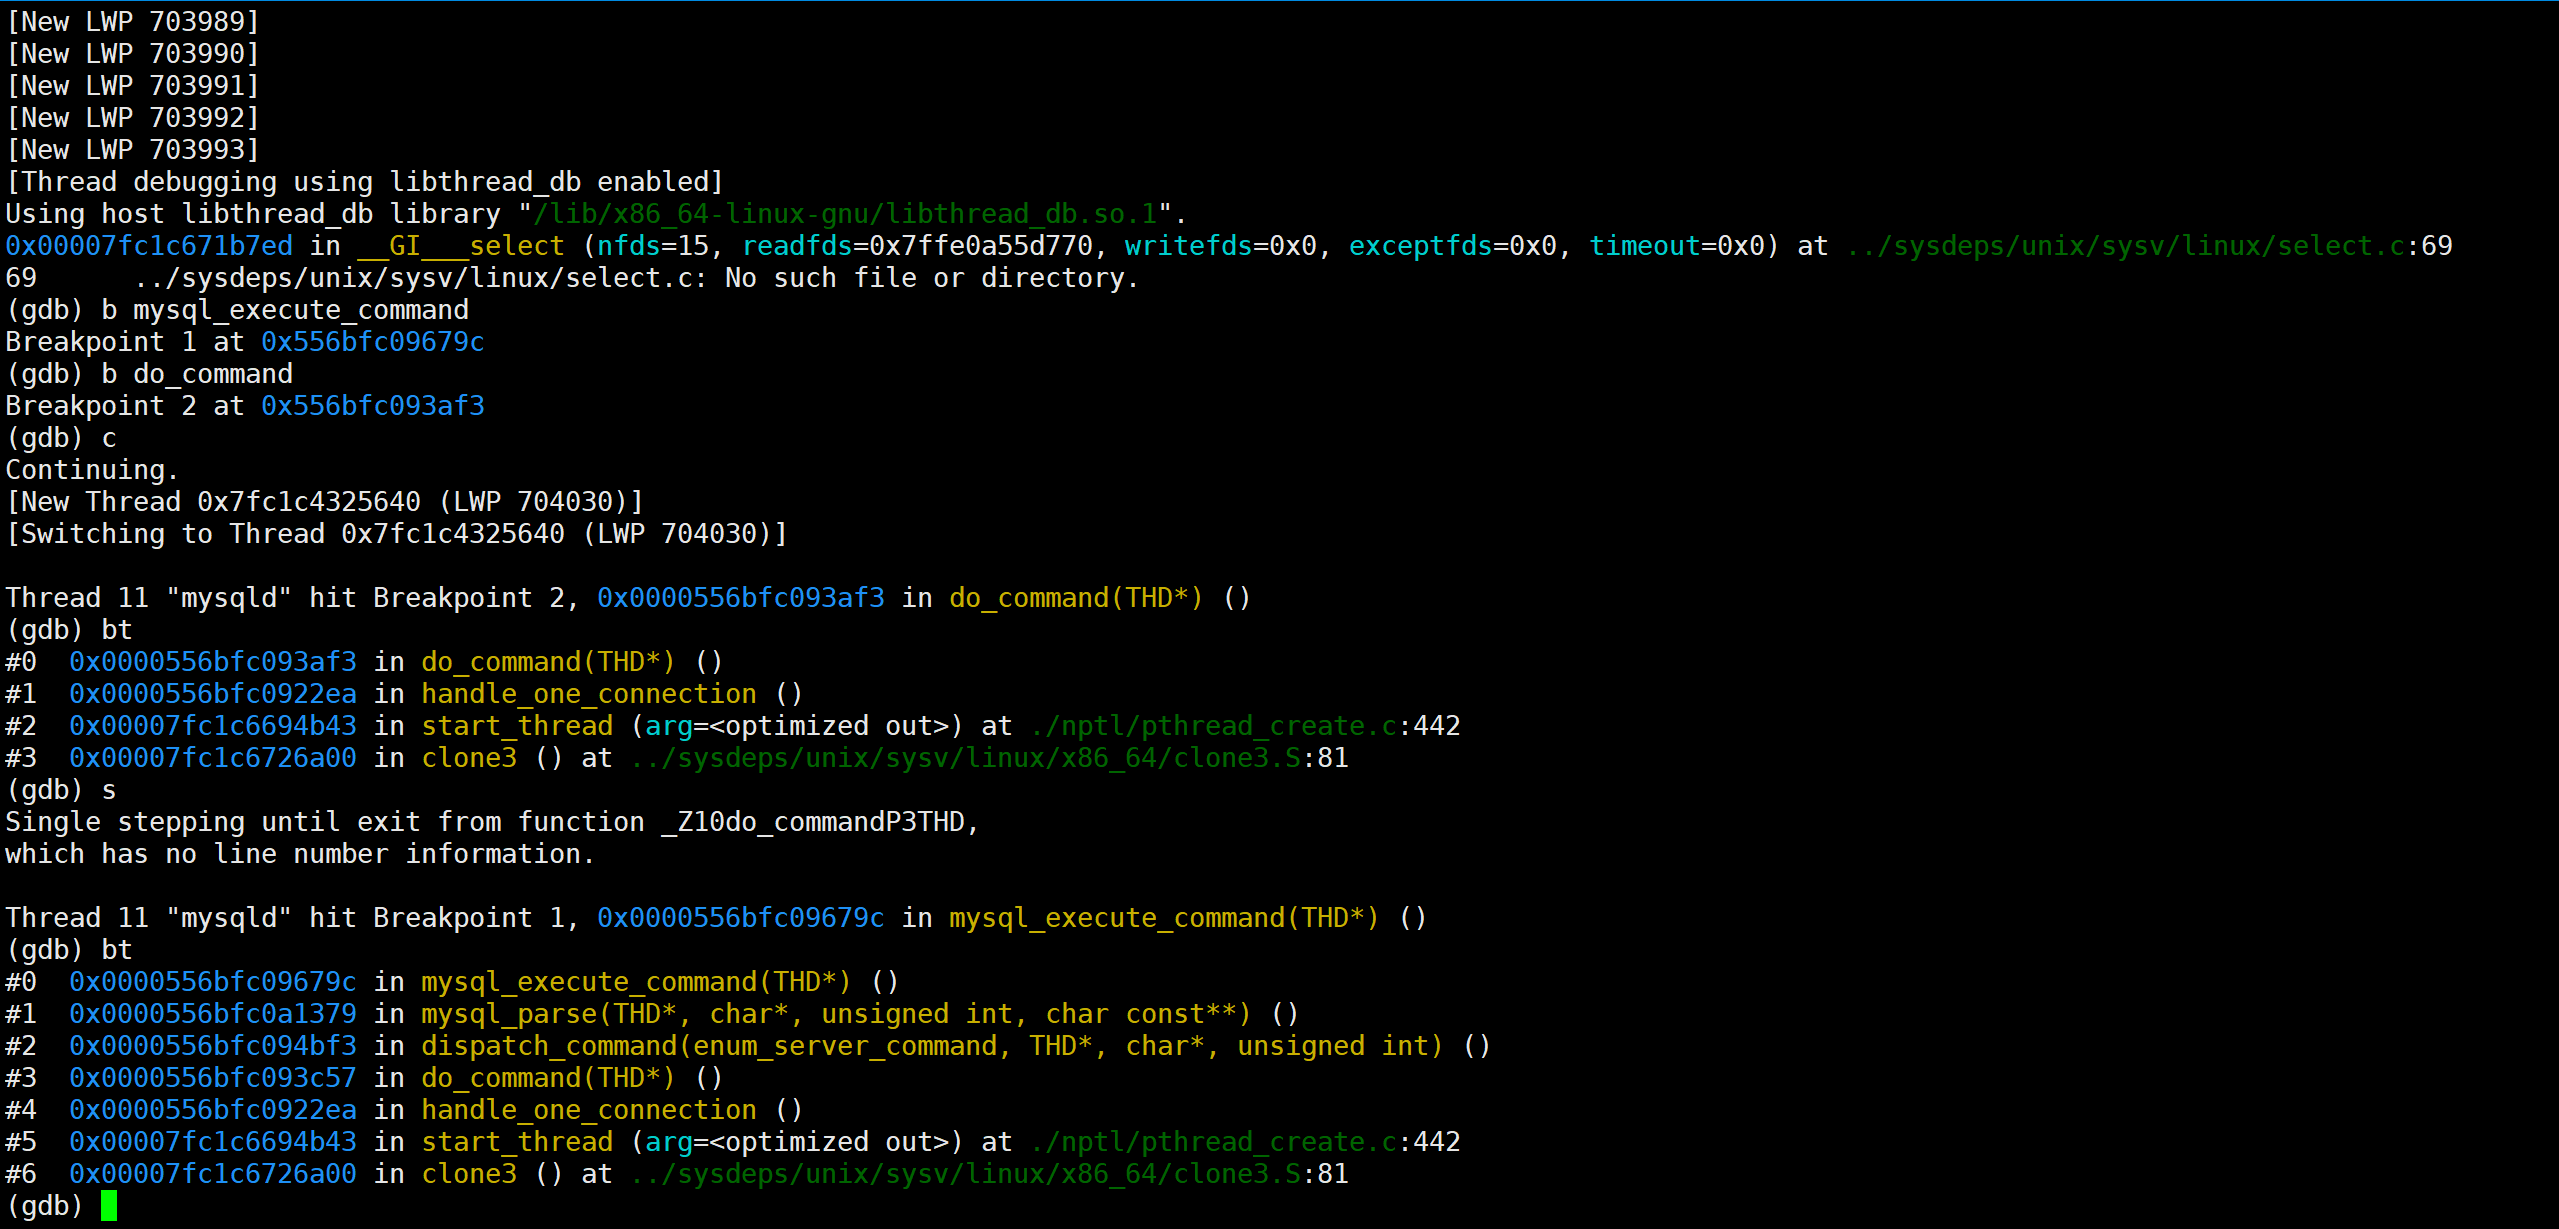 [New LWP 703989]
[New LWP 703990]
[New LWP 703991]
[New LWP 703992]
[New LWP 703993]
[Thread debugging using libthread_db enabled]
Using host libthread_db library "/lib/x86_64-linux-gnu/libthread_db.so.1".
0x00007fc1c671b7ed in __GI___select (nfds=15, readfds=0x7ffe0a55d770, writefds=0x0, exceptfds=0x0, timeout=0x0) at ../sysdeps/unix/sysv/linux/select.c:69
69      ../sysdeps/unix/sysv/linux/select.c: No such file or directory.
(gdb) b mysql_execute_command
Breakpoint 1 at 0x556bfc09679c
(gdb) b do_command
Breakpoint 2 at 0x556bfc093af3
(gdb) c
Continuing.
[New Thread 0x7fc1c4325640 (LWP 704030)]
[Switching to Thread 0x7fc1c4325640 (LWP 704030)]

Thread 11 "mysqld" hit Breakpoint 2, 0x0000556bfc093af3 in do_command(THD*) ()
(gdb) bt
#0  0x0000556bfc093af3 in do_command(THD*) ()
#1  0x0000556bfc0922ea in handle_one_connection ()
#2  0x00007fc1c6694b43 in start_thread (arg=<optimized out>) at ./nptl/pthread_create.c:442
#3  0x00007fc1c6726a00 in clone3 () at ../sysdeps/unix/sysv/linux/x86_64/clone3.S:81
(gdb) s
Single stepping until exit from function _Z10do_commandP3THD,
which has no line number information.

Thread 11 "mysqld" hit Breakpoint 1, 0x0000556bfc09679c in mysql_execute_command(THD*) ()
(gdb) bt
#0  0x0000556bfc09679c in mysql_execute_command(THD*) ()
#1  0x0000556bfc0a1379 in mysql_parse(THD*, char*, unsigned int, char const**) ()
#2  0x0000556bfc094bf3 in dispatch_command(enum_server_command, THD*, char*, unsigned int) ()
#3  0x0000556bfc093c57 in do_command(THD*) ()
#4  0x0000556bfc0922ea in handle_one_connection ()
#5  0x00007fc1c6694b43 in start_thread (arg=<optimized out>) at ./nptl/pthread_create.c:442
#6  0x00007fc1c6726a00 in clone3 () at ../sysdeps/unix/sysv/linux/x86_64/clone3.S:81
(gdb)